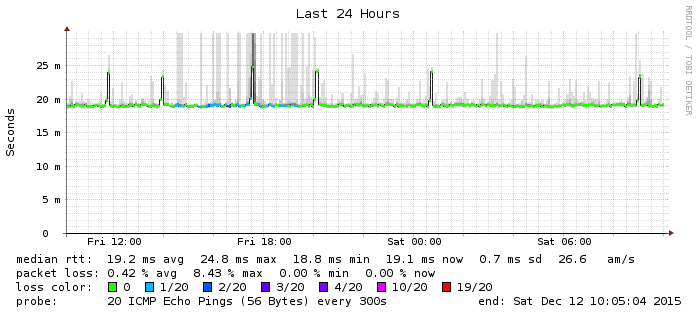 Last 24 Hours
RRDTOOL / TOBI OETIKER
Seconds
25 m
20 m
15 m
10 m
5 m
0
Fri 12:00 Fri 18:00 Sat 00:00 Sat 06:00
median rtt: 19.2 ms avg 24.8 ms max 18.8 ms min 19.1 ms now 0.7 ms sd 26.6 am/s
packet loss: 0.42 % avg 8.43 % max 0.00 % min 0.00 % now
loss color: 0 1/20 2/20 3/20 4/20 10/20 19/20
probe: 20 ICMP Echo Pings (56 Bytes) every 300s end: Sat Dec 12 10:05:04 2015